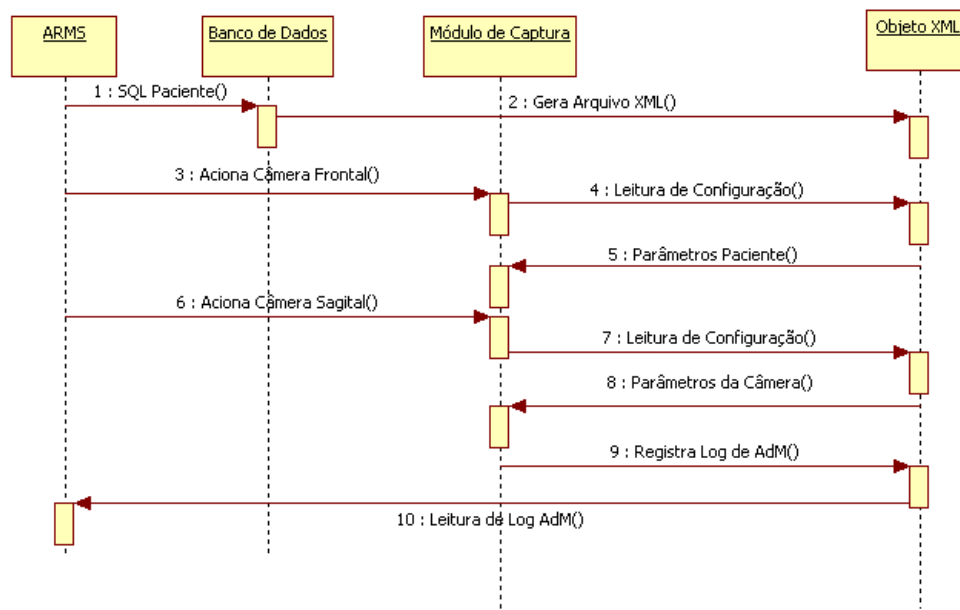 ARMS
Banco de Dados
Módulo de Captura
Objeto XML
1 : SQL Paciente()
2 : Gera Arquivo XML()
3 : Aciona Câmera Frontal()
4 : Leitura de Configuração()
5 : Parâmetros Paciente()
6 : Aciona Câmera Sagital()
7 : Leitura de Configuração()
8 : Parâmetros da Câmera()
9 : Registra Log de AdM()
10 : Leitura de Log AdM()